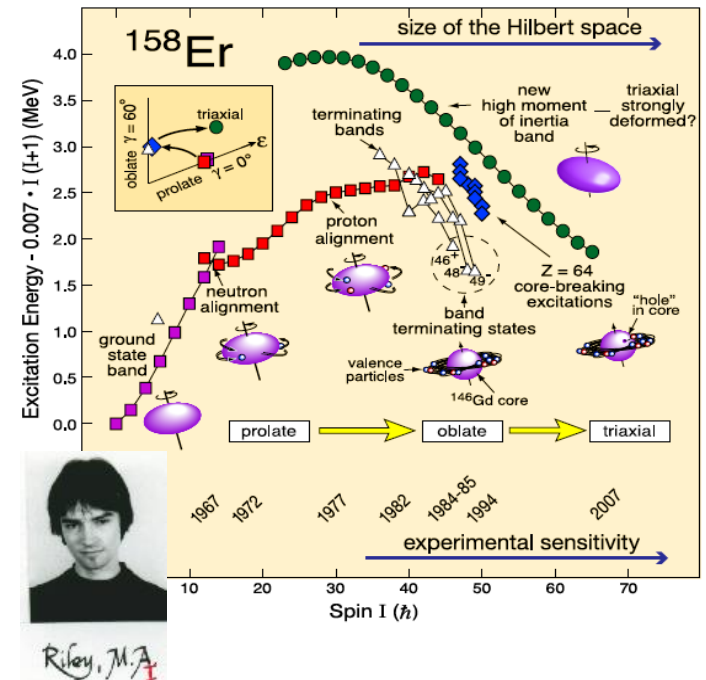 size of the Hilbert space
158Er
4.0
3.5
3.0
2.5
2.0
1.5
1.0
0.5
0.0
Excitation Energy - 0.007 · I (I+1) (MeV)
oblate γ = 60°
triaxial
ε
prolate γ = 0°
terminating
bands
new
high moment
of inertia
band
triaxial
strongly
deformed?
proton
alignment
neutron
alignment
ground
state
band
46+
48+
49-
Z = 64
core-breaking
excitations
band
terminating states
"hole"
in core
valence
particles
146Gd core
prolate
oblate
triaxial
1967
1972
1977
1982
1984-85
1994
2007
experimental sensitivity
10
20
30
40
50
60
70
Spin I (ħ)
Riley, M.A